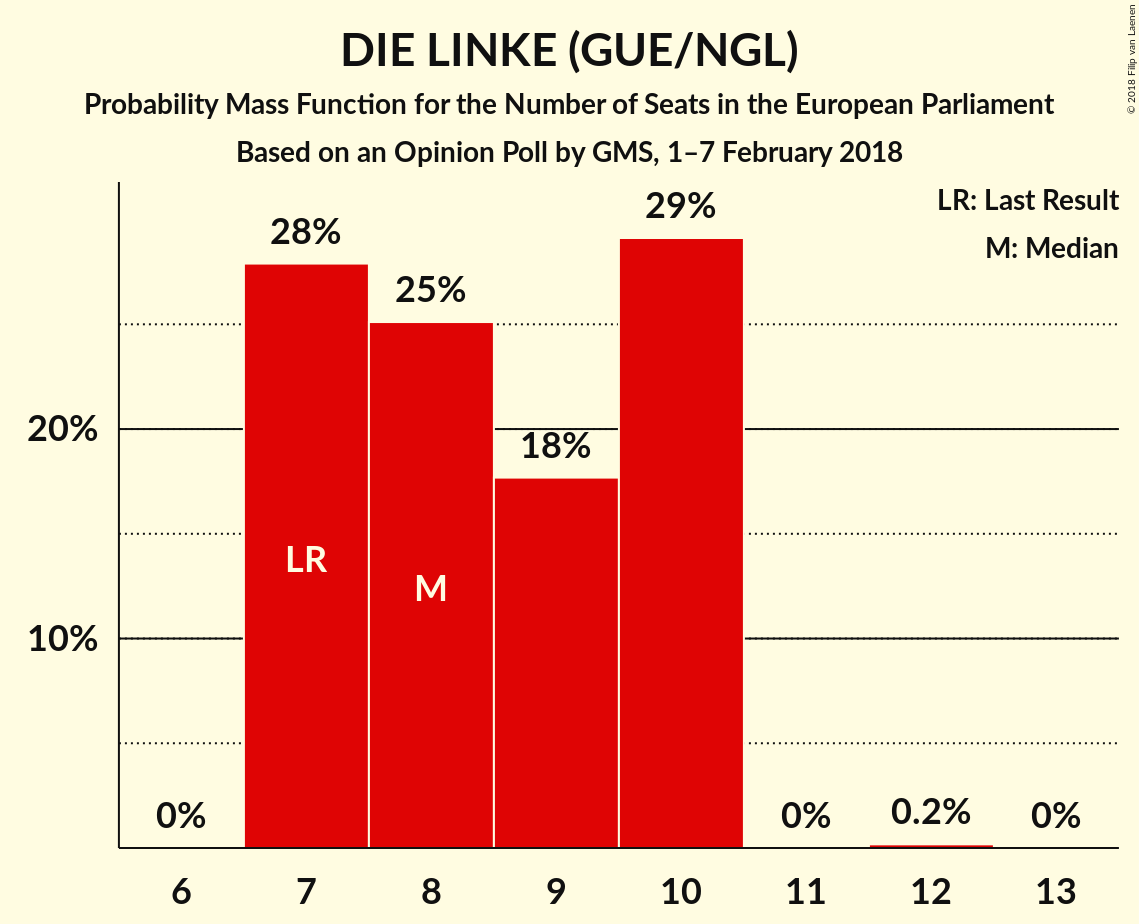 DIE LINKE (GUE/NGL)
Probability Mass Function for the Number of Seats in the European Parliament
Based on an Opinion Poll by GMS, 1–7 February 2018
© 2018 Filip van Laenen
LR: Last Result
M: Median
28%
25%
18%
29%
20%
10%
LR
M
0%
0%
0.2%
0%
6
7
8
9
10
11
12
13